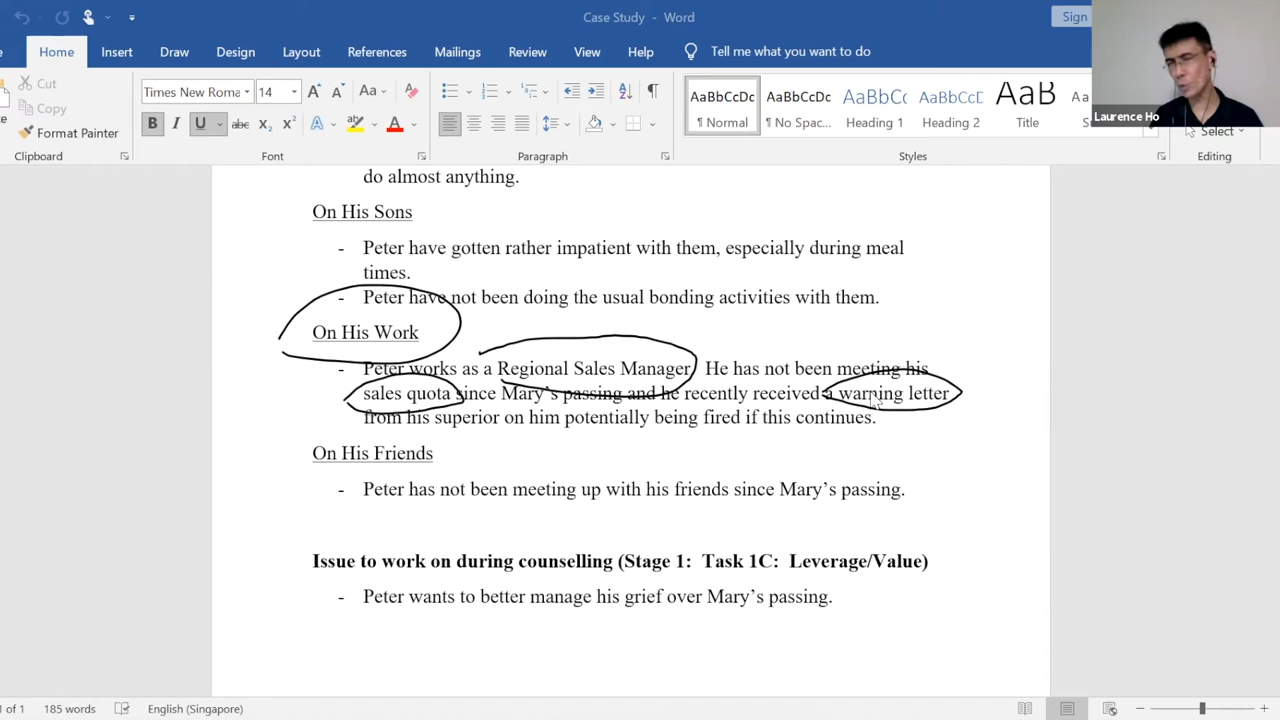 Case Study - Word
Sign
Home Insert Draw Design Layout References Mailings Review View Help Tell me what you want to do
Cut
Copy
Format Painter
Times New Roma 14
B I U abc x₂ x² A A
Aa
AaBbCcDc AaBbCcDc AaBbCc AaBbCcD AaB
¶ Normal ¶ No Spac... Heading 1 Heading 2 Title
Select
Laurence Ho
Clipboard Font Paragraph Styles Editing
do almost anything.
On His Sons
- Peter have gotten rather impatient with them, especially during meal
times.
- Peter have not been doing the usual bonding activities with them.
On His Work
- Peter works as a Regional Sales Manager. He has not been meeting his
sales quota since Mary's passing and he recently received a warning letter
from his superior on him potentially being fired if this continues.
On His Friends
- Peter has not been meeting up with his friends since Mary's passing.
Issue to work on during counselling (Stage 1: Task 1C: Leverage/Value)
- Peter wants to better manage his grief over Mary's passing.
1 of 1 185 words English (Singapore)